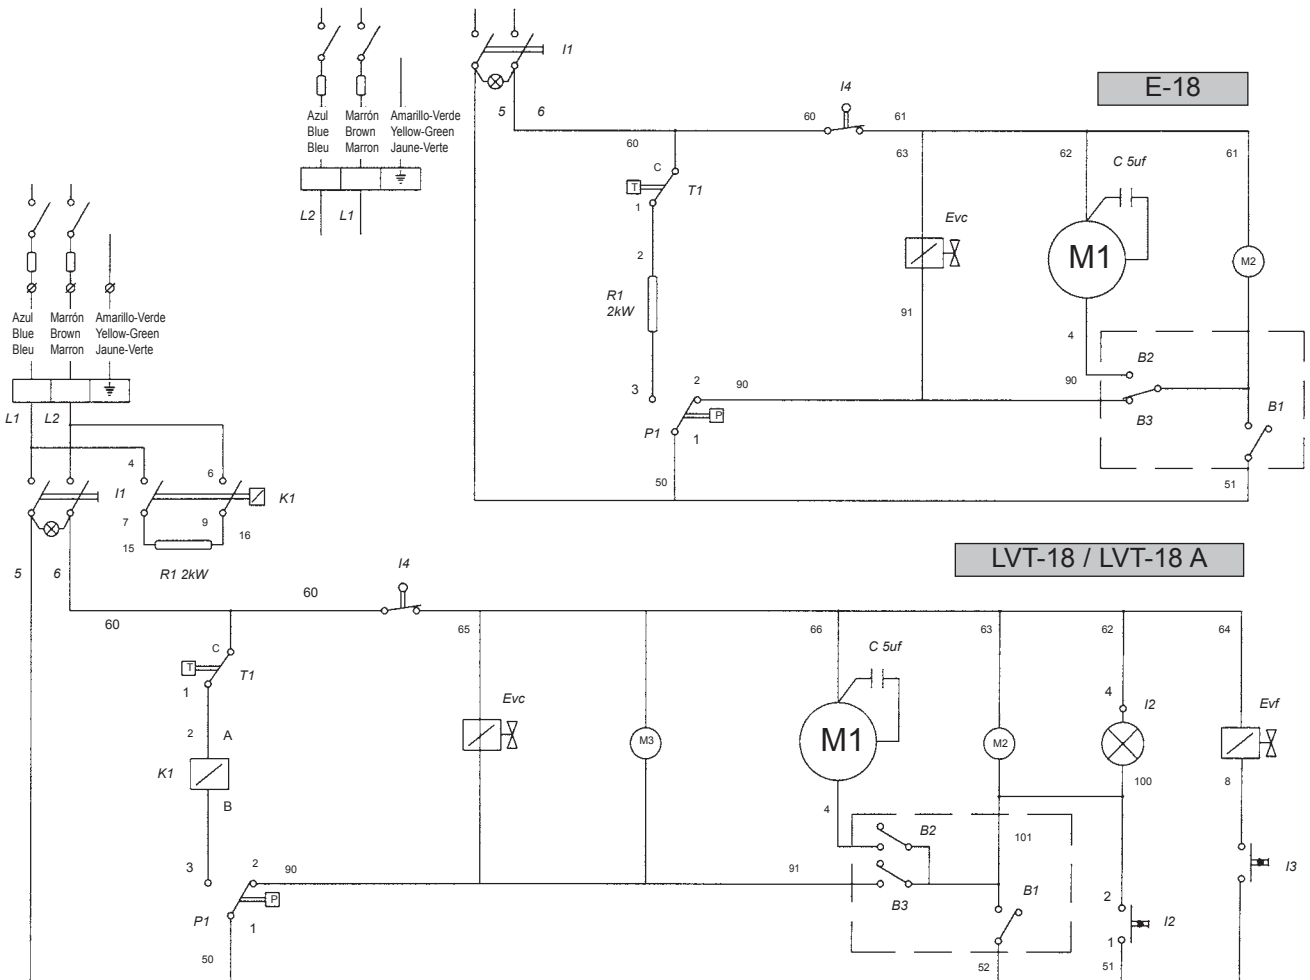 E-18
I1
5
6
60
I4
61
60
63
62
61
C 5uf
Azul
Blue
Bleu
Marrón
Brown
Marron
Amarillo-Verde
Yellow-Green
Jaune-Verte
L2
L1
C
T
T1
1
2
R1
2kW
3
Evc
91
M1
M2
4
2
90
90
B2
B3
B1
P
P1
1
50
51
Azul
Blue
Bleu
Marrón
Brown
Marron
Amarillo-Verde
Yellow-Green
Jaune-Verte
L1
L2
4
6
I1
K1
7
9
15
16
R1 2kW
5
6
LVT-18 / LVT-18 A
60
60
I4
65
66
63
62
64
C 5uf
C
T
T1
1
2
A
K1
B
3
Evc
M3
M1
M2
4
I2
Evf
100
8
4
B2
101
2
90
91
B3
B1
P
P1
1
50
52
2
I2
1
51
I3